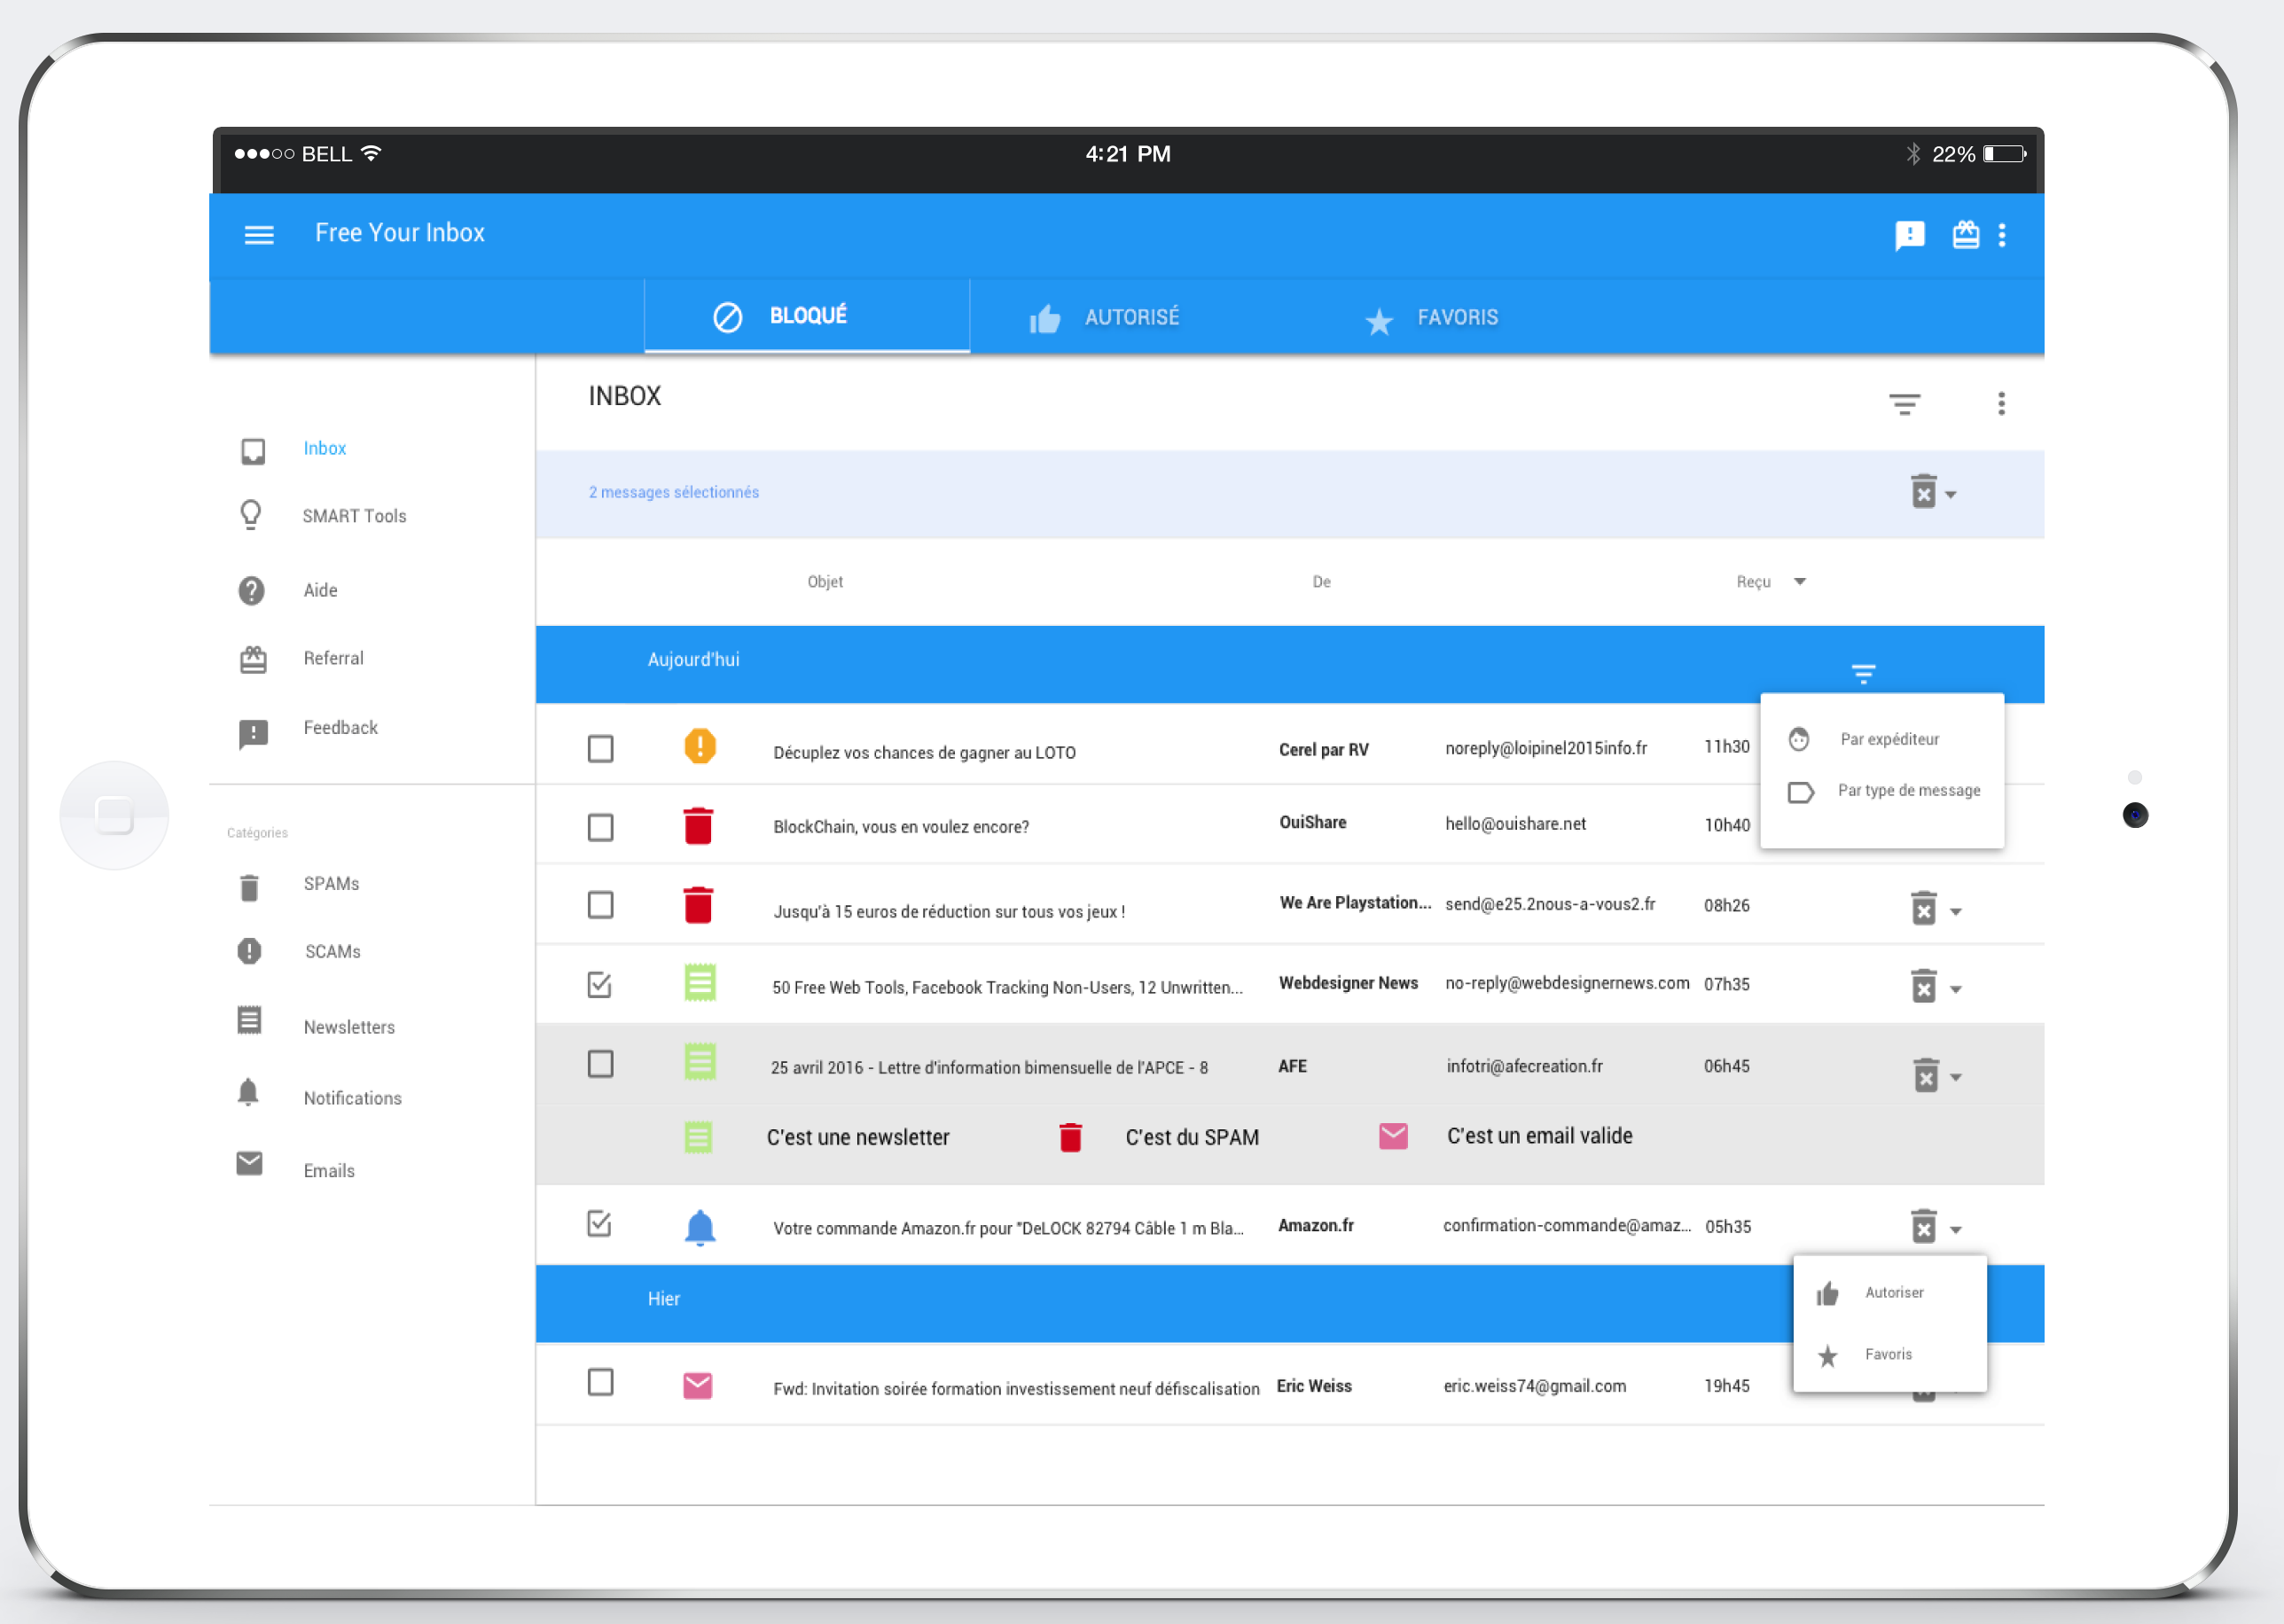 BELL
4:21 PM
22%
Free Your Inbox
BLOQUÉ
AUTORISÉ
FAVORIS
INBOX
Inbox
SMART Tools
Aide
Referral
Feedback
Catégories
SPAMs
SCAMs
Newsletters
Notifications
Emails
2 messages sélectionnés
Objet De Reçu
Aujourd'hui
Par expéditeur
Par type de message
Décuplez vos chances de gagner au LOTO Cerel par RV noreply@loipinel2015info.fr 11h30
BlockChain, vous en voulez encore? OuiShare hello@ouishare.net 10h40
Jusqu'à 15 euros de réduction sur tous vos jeux ! We Are Playstation... send@e25.2nous-a-vous2.fr 08h26
50 Free Web Tools, Facebook Tracking Non-Users, 12 Unwritten... Webdesigner News no-reply@webdesignernews.com 07h35
25 avril 2016 - Lettre d'information bimensuelle de l'APCE - 8 AFE infotri@afecreation.fr 06h45
C'est une newsletter C'est du SPAM C'est un email valide
Votre commande Amazon.fr pour "DeLOCK 82794 Câble 1 m Bla... Amazon.fr confirmation-commande@amaz... 05h35
Hier
Autoriser
Favoris
Fwd: Invitation soirée formation investissement neuf défiscalisation Eric Weiss eric.weiss74@gmail.com 19h45